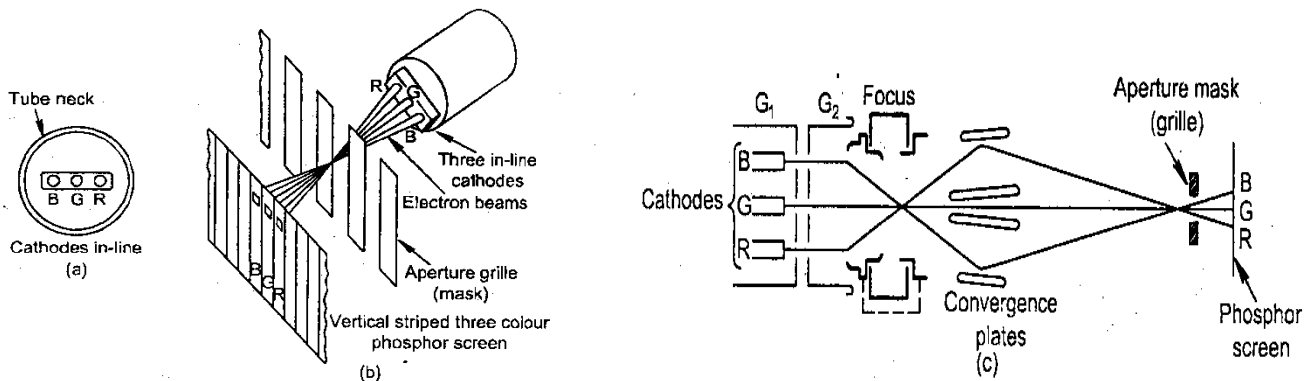 Tube neck
B G R
Cathodes in-line
(a)
R
G
B
Three in-line
cathodes
Electron beams
Aperture grille
(mask)
B
G
R
Vertical striped three colour
phosphor screen
(b)
G1
G2
Focus
Aperture mask
(grille)
Cathodes
B
G
R
B
G
R
Convergence
plates
Phosphor
screen
(c)